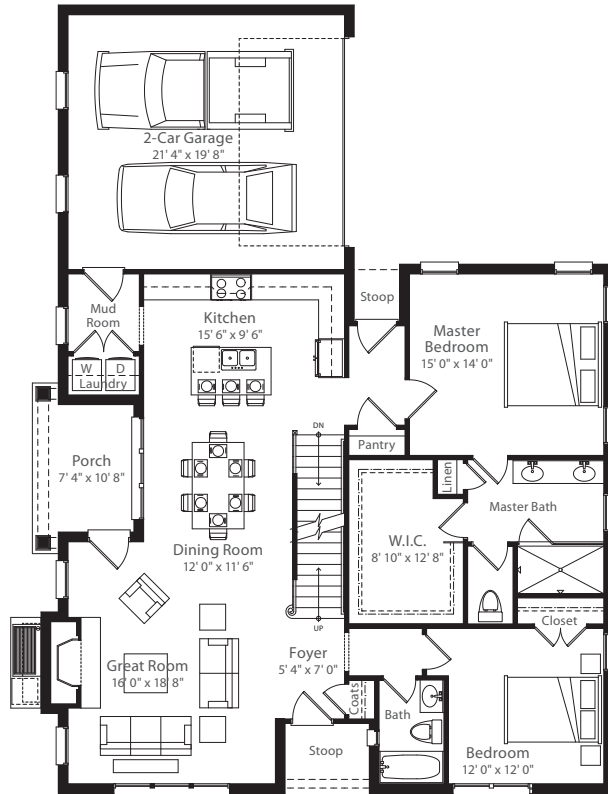 2-Car Garage
21' 4" x 19' 8"
Stoop
Mud
Room
Kitchen
15' 6" x 9' 6"
Master
Bedroom
15' 0" x 14' 0"
W D
Laundry
DN
Pantry
Porch
7' 4" x 10' 8"
Linen
Master Bath
Dining Room
12' 0" x 11' 6"
W.I.C.
8' 10" x 12' 8"
UP
Closet
Great Room
16' 0" x 18' 8"
Foyer
5' 4" x 7' 0"
Coats
Bath
Stoop
Bedroom
12' 0" x 12' 0"